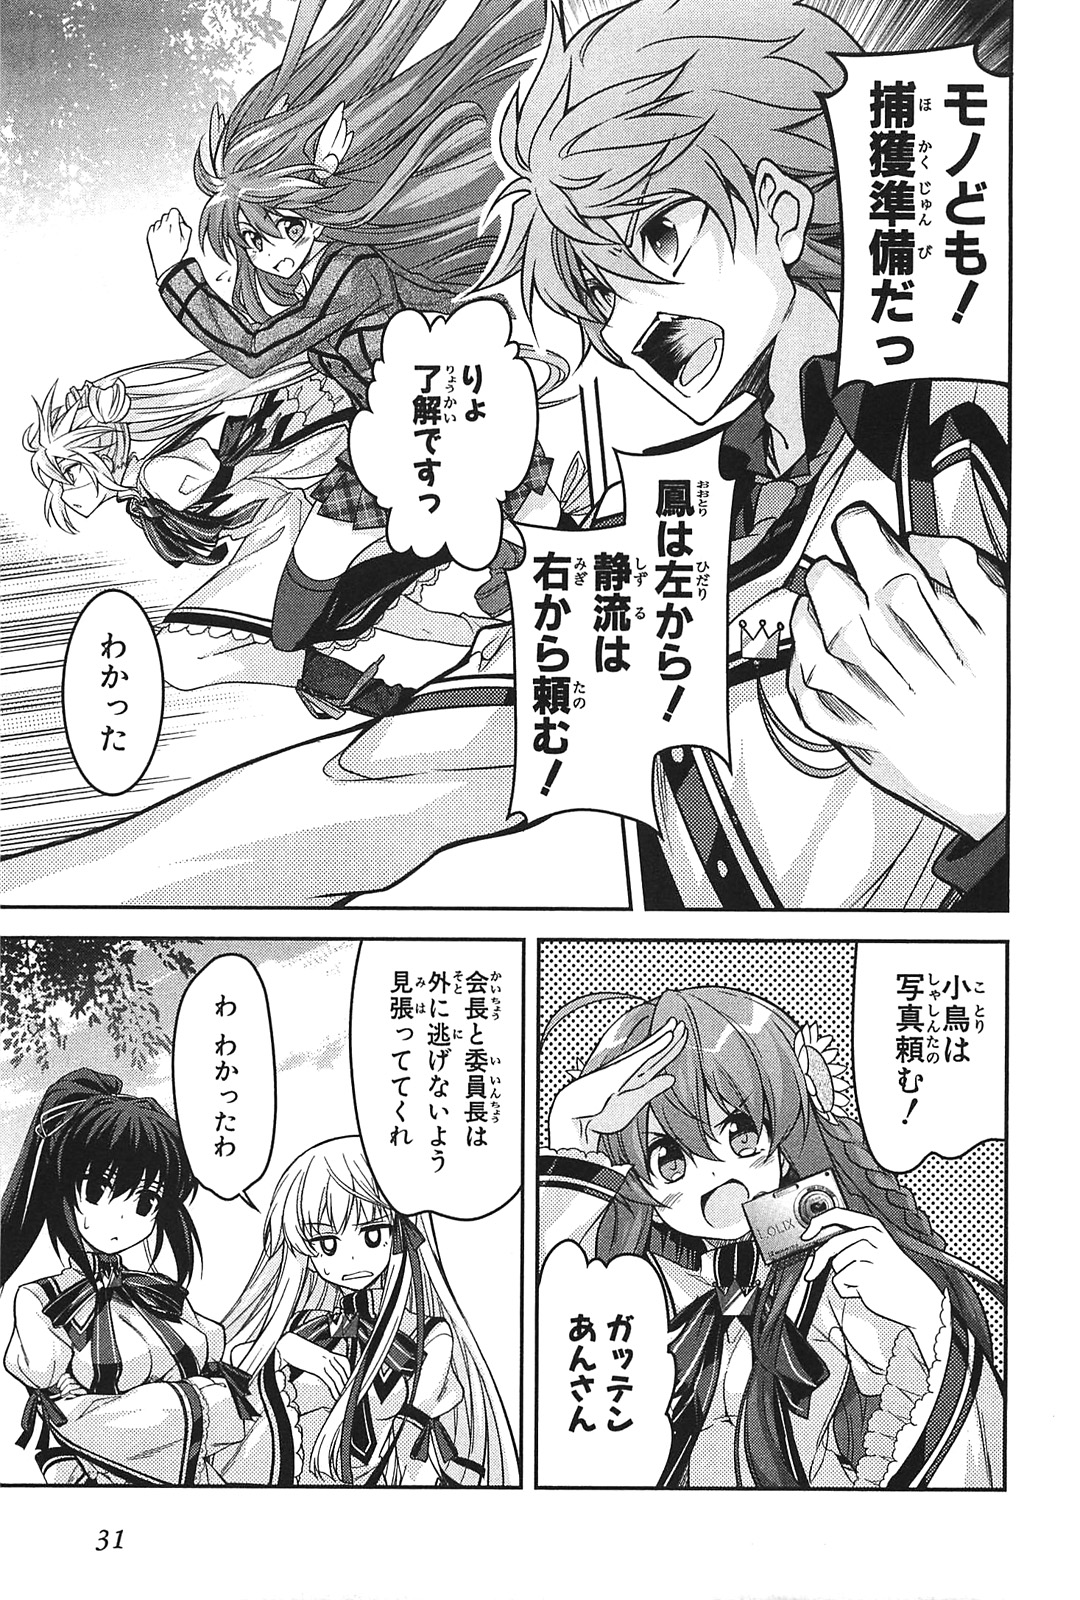 モノども！
捕獲準備だっ
鳳は左から！
静流は
右から頼む！
りょ
了解ですっ
わかった
小鳥は
写真頼む！
ガッテン
あんさん
会長と委員長は
外に逃げないよう
見張っててくれ
わ わかったわ
OLIX
31